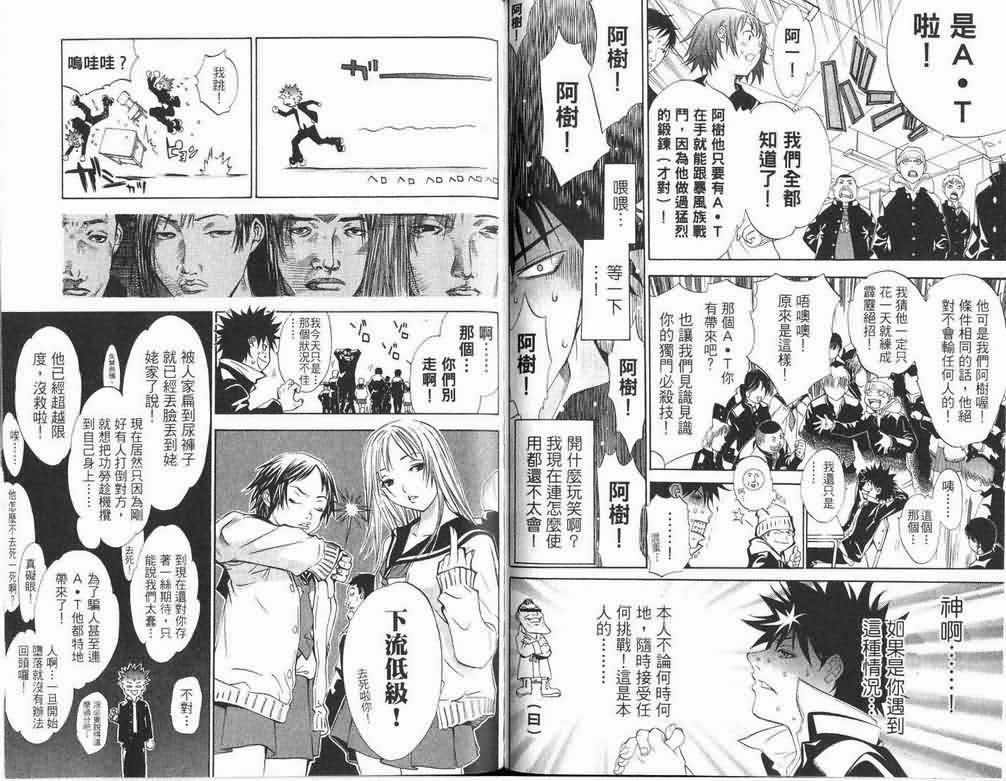 是A・T
啦！
阿一！
我們全都
知道了！
阿樹他只要有A・T
在手就能跟暴風族戰
鬥，因為他做過猛烈
的鍛鍊（才對）！
他可是我們阿樹喔！
條件相同的話，他絕
對不會輸任何人的！
我猜他一定只
花一天就練成
霹靂絕招！
唔噢噢！
原來是這樣！
那個A・T你
有帶來吧？
也讓我們見識見識
你的獨門必殺技！
咦…
這個…
那個…
我還只是…
神啊………！
如果是你遇到
這種情況…
本人不論何時何
地，隨時接受任
何挑戰！這是本
人的………
（日）
阿樹！
阿樹！
阿樹！
喂喂…
等一下
……！
阿樹！
阿樹！
阿樹！
阿樹！
開什麼玩笑啊？
我現在連怎麼使
用都還不太會！
ガッ
我跳！
嗚哇哇？
啊……
那個…
你們別
走啊！
我今天只是…
那個狀況不佳
……
下流低級！
去死啦你！
被人家扁到尿褲子
就已經丟臉丟到姥
姥家了說！
現在居然只因為剛
好有人打倒對方，
就想把功勞趁機攬
到自己身上……
他已經超越限
度，沒救啦！
唉……
他怎麼不去死一死啊？
真礙眼！
去死！
到現在還對你存
著一絲期待，只
能說我們太蠢…
為了騙人甚至連
A・T他都特地
帶來了！
人啊…一旦開始
墮落就沒有辦法
回頭囉！
不對…